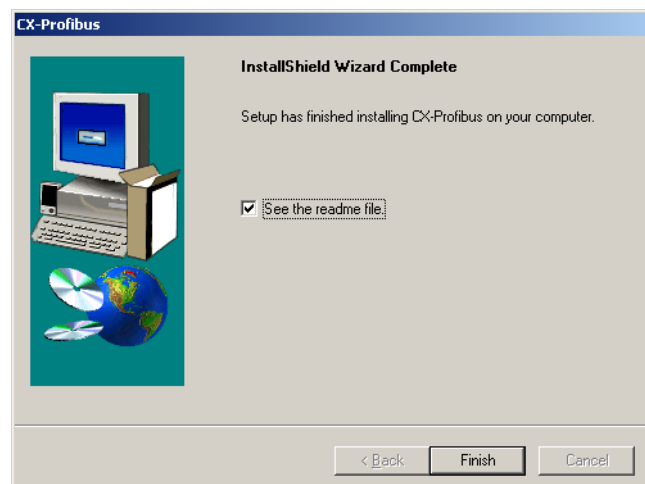 CX-Profibus
InstallShield Wizard Complete
Setup has finished installing CX-Profibus on your computer.
See the readme file.
< Back
Finish
Cancel